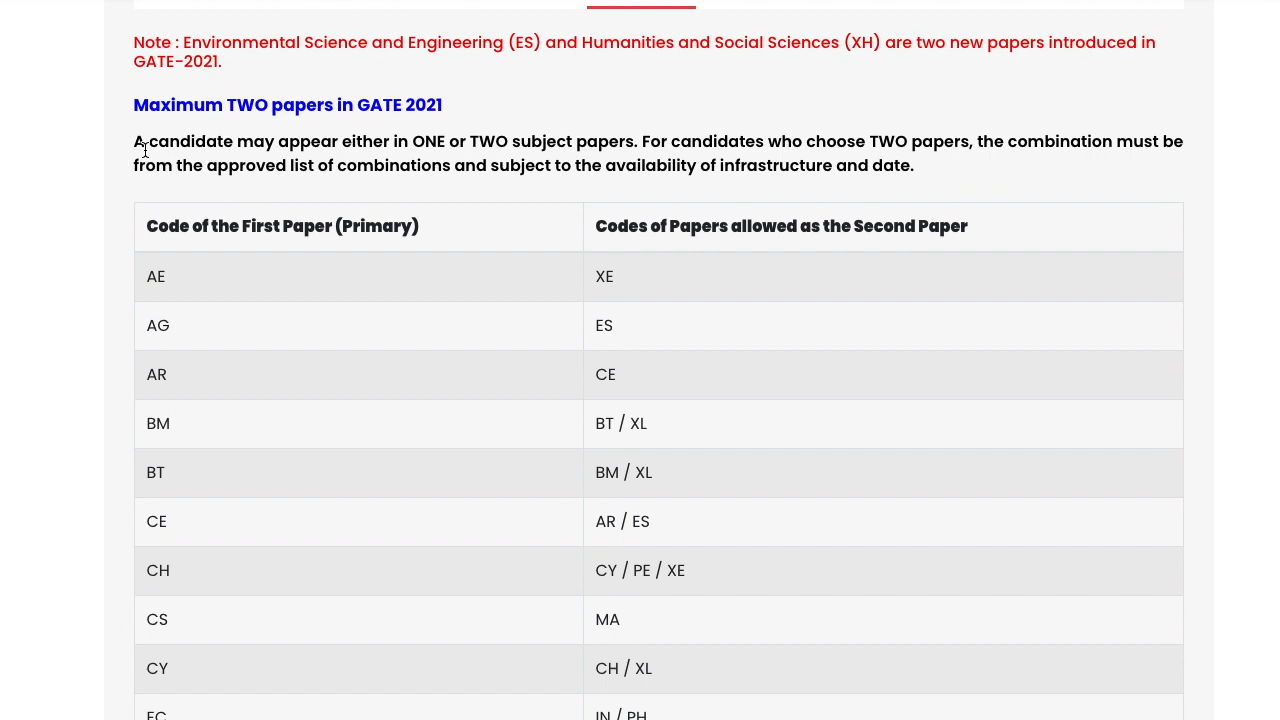 Note : Environmental Science and Engineering (ES) and Humanities and Social Sciences (XH) are two new papers introduced in
GATE-2021.
Maximum TWO papers in GATE 2021
A candidate may appear either in ONE or TWO subject papers. For candidates who choose TWO papers, the combination must be
from the approved list of combinations and subject to the availability of infrastructure and date.
Code of the First Paper (Primary) Codes of Papers allowed as the Second Paper
AE XE
AG ES
AR CE
BM BT / XL
BT BM / XL
CE AR / ES
CH CY / PE / XE
CS MA
CY CH / XL
EC IN / PH